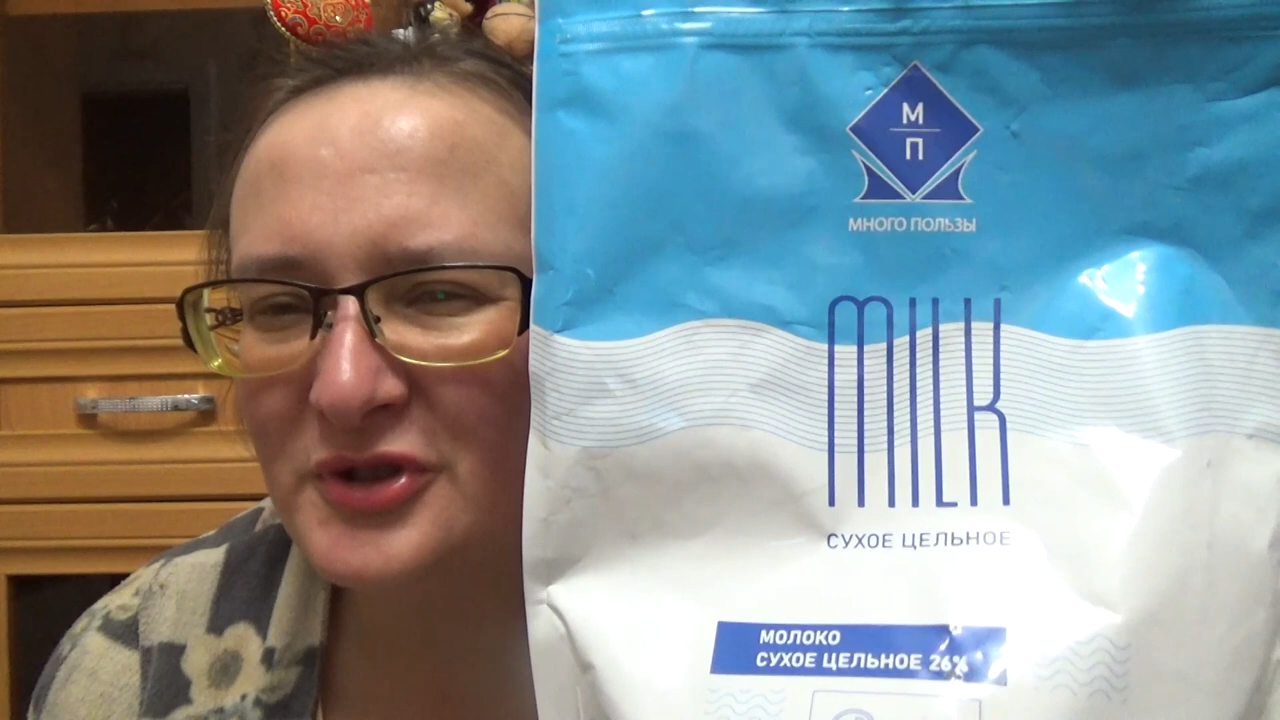 М
П
МНОГО ПОЛЬЗЫ
MILK
СУХОЕ ЦЕЛЬНОЕ
МОЛОКО
СУХОЕ ЦЕЛЬНОЕ 26%